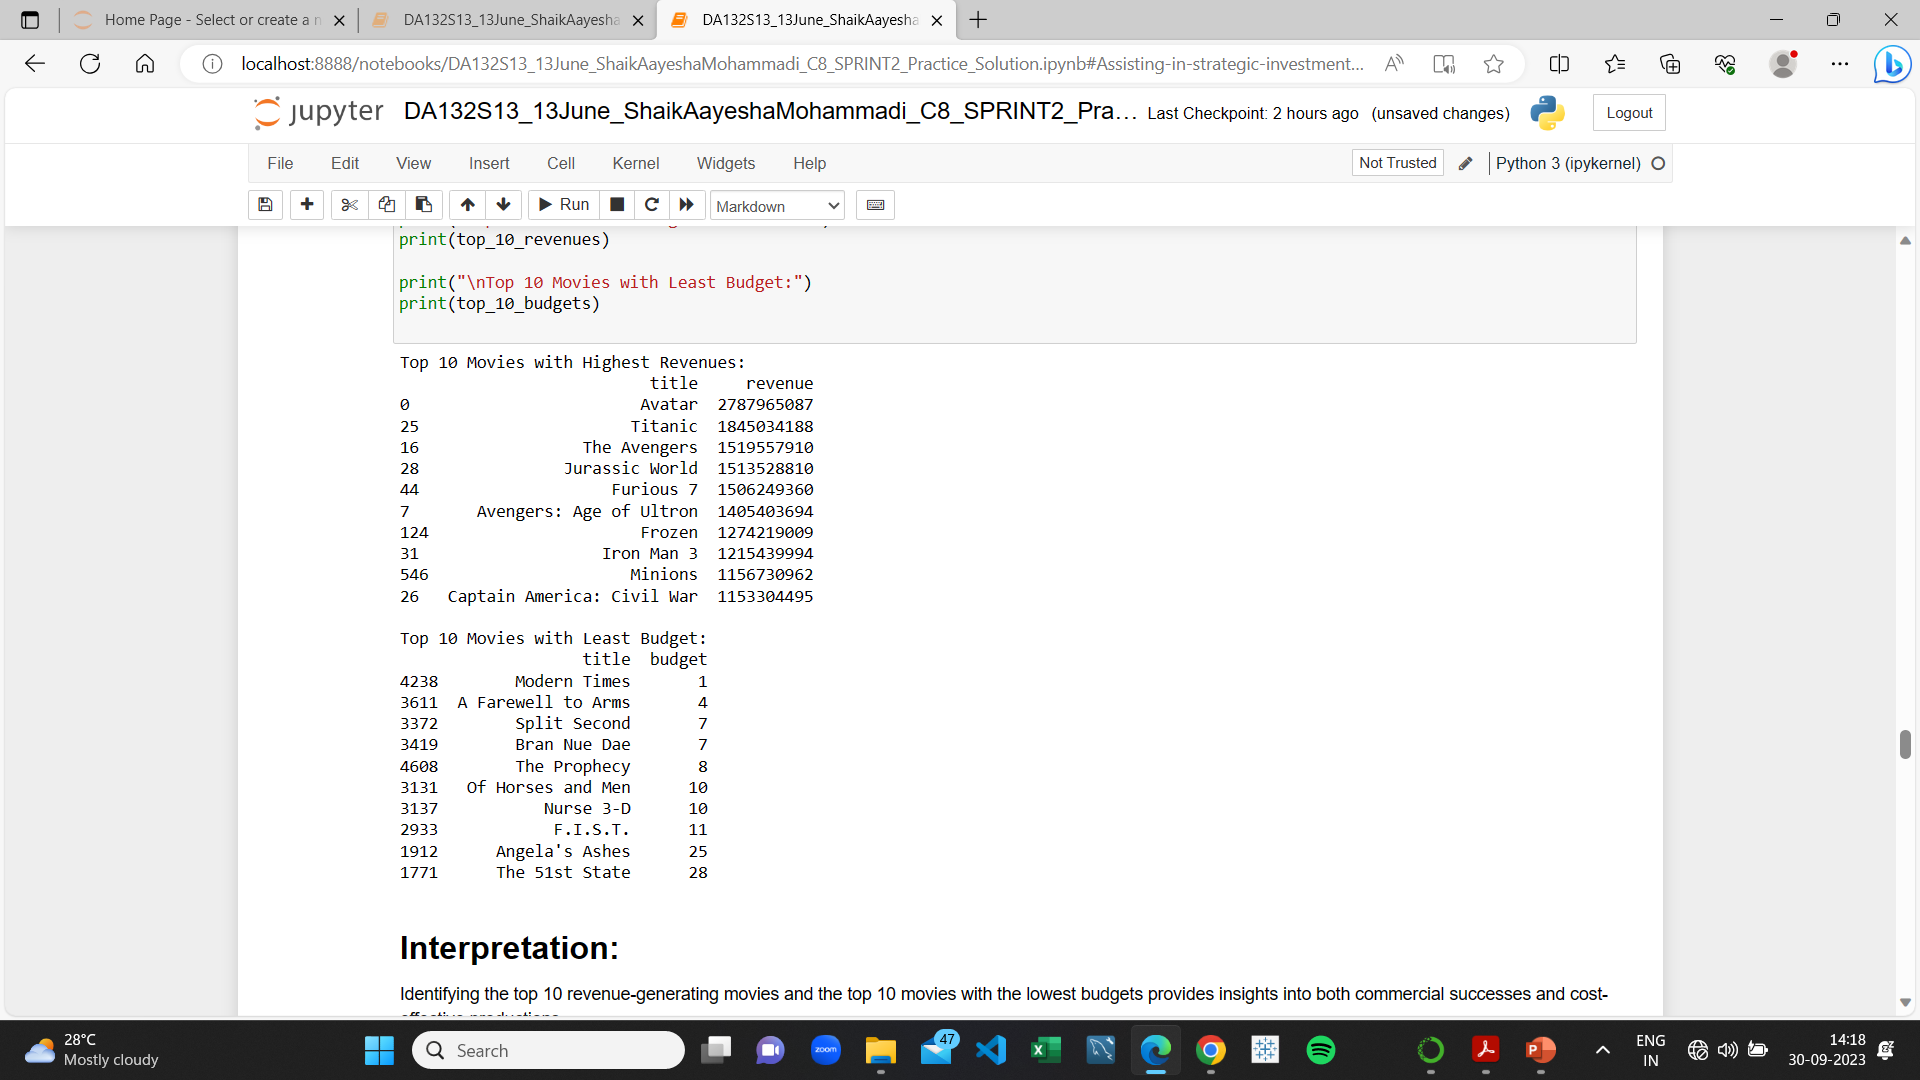 Home Page - Select or create a n
DA132S13_13June_ShaikAayesha
DA132S13_13June_ShaikAayesha
localhost:8888/notebooks/DA132S13_13June_ShaikAayeshaMohammadi_C8_SPRINT2_Practice_Solution.ipynb#Assisting-in-strategic-investment...
jupyter DA132S13_13June_ShaikAayeshaMohammadi_C8_SPRINT2_Pra... Last Checkpoint: 2 hours ago (unsaved changes) Logout
File Edit View Insert Cell Kernel Widgets Help Not Trusted Python 3 (ipykernel)
Run Markdown
print(top_10_revenues)
print("\nTop 10 Movies with Least Budget:")
print(top_10_budgets)
Top 10 Movies with Highest Revenues:
title revenue
0 Avatar 2787965087
25 Titanic 1845034188
16 The Avengers 1519557910
28 Jurassic World 1513528810
44 Furious 7 1506249360
7 Avengers: Age of Ultron 1405403694
124 Frozen 1274219009
31 Iron Man 3 1215439994
546 Minions 1156730962
26 Captain America: Civil War 1153304495
Top 10 Movies with Least Budget:
title budget
4238 Modern Times 1
3611 A Farewell to Arms 4
3372 Split Second 7
3419 Bran Nue Dae 7
4608 The Prophecy 8
3131 Of Horses and Men 10
3137 Nurse 3-D 10
2933 F.I.S.T. 11
1912 Angela's Ashes 25
1771 The 51st State 28
Interpretation:
Identifying the top 10 revenue-generating movies and the top 10 movies with the lowest budgets provides insights into both commercial successes and cost-
28°C
Mostly cloudy
Search
zoom
47
ENG
IN
14:18
30-09-2023